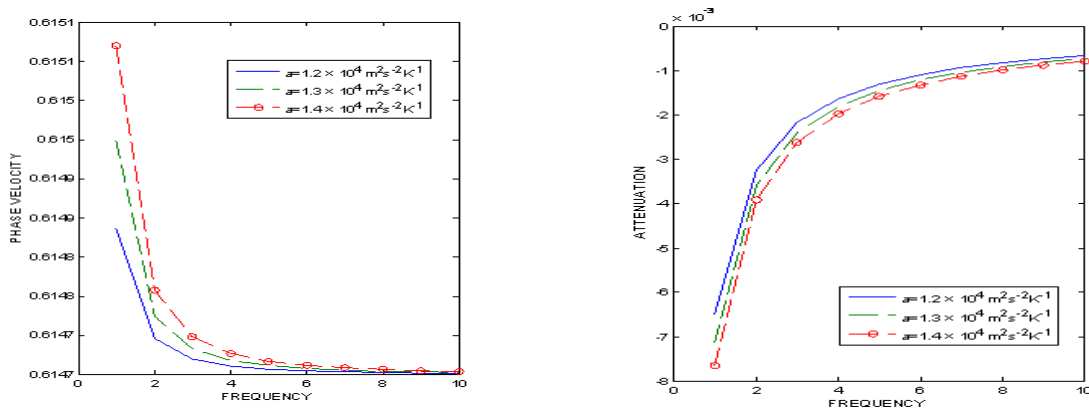 0.6151
0.6151
0.615
0.615
0.6149
0.6149
0.6148
0.6148
0.6147
0.6147
PHASE VELOCITY
a=1.2 × 10⁴ m²s⁻²K⁻¹
a=1.3 × 10⁴ m²s⁻²K⁻¹
a=1.4 × 10⁴ m²s⁻²K⁻¹
0 2 4 6 8 10
FREQUENCY
× 10⁻³
0
-1
-2
-3
-4
-5
-6
-7
-8
ATTENUATION
a=1.2 × 10⁴ m²s⁻²K⁻¹
a=1.3 × 10⁴ m²s⁻²K⁻¹
a=1.4 × 10⁴ m²s⁻²K⁻¹
0 2 4 6 8 10
FREQUENCY